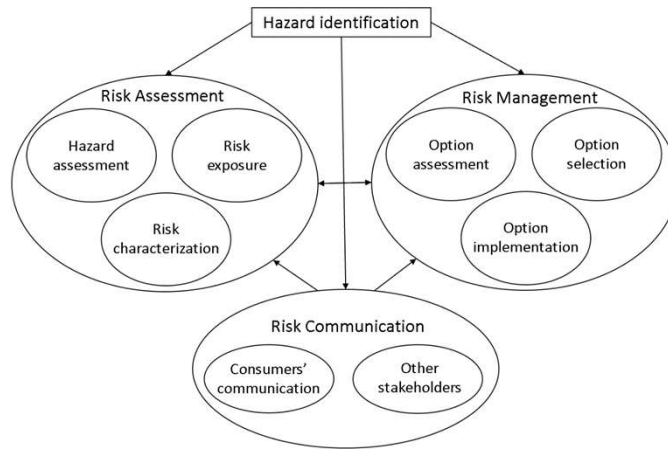 Hazard identification
Risk Assessment
Hazard
assessment
Risk
exposure
Risk
characterization
Risk Management
Option
assessment
Option
selection
Option
implementation
Risk Communication
Consumers'
communication
Other
stakeholders